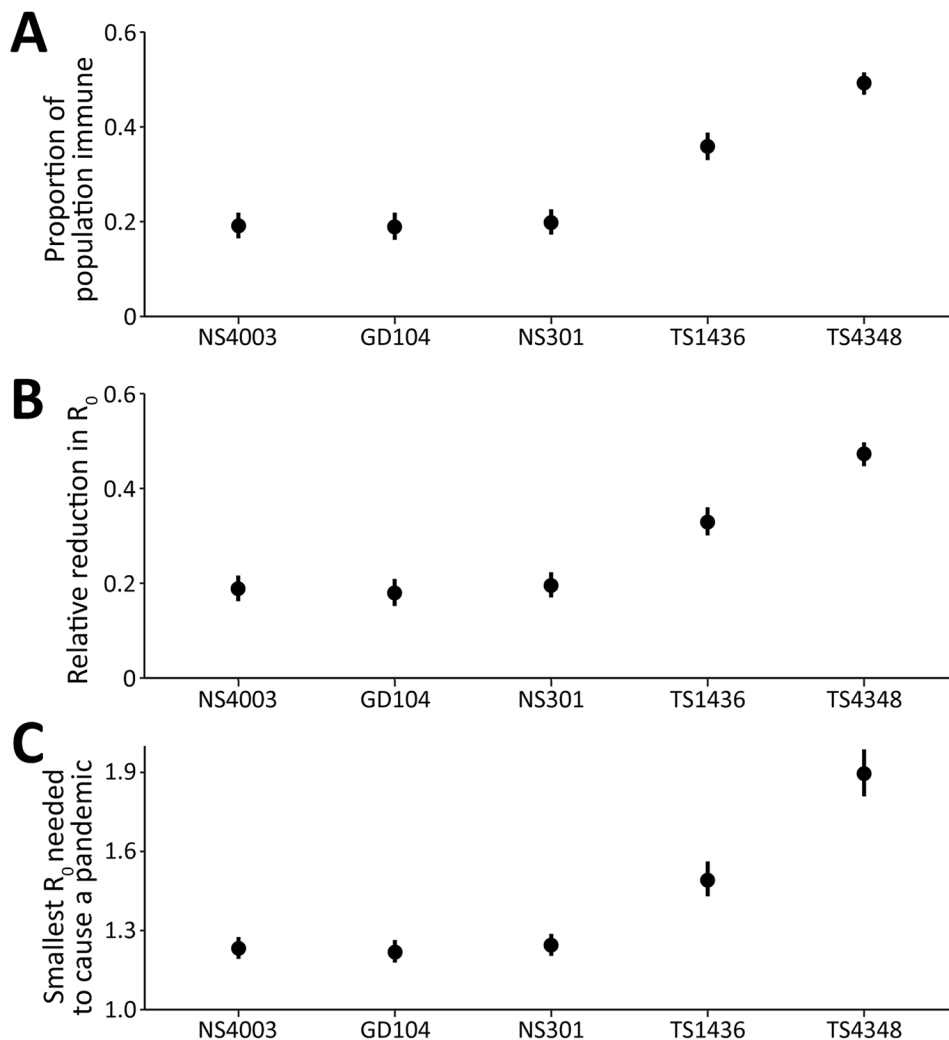 A
Proportion of
population immune
0.6
0.4
0.2
0
NS4003 GD104 NS301 TS1436 TS4348
B
Relative reduction in R0
0.6
0.4
0.2
0
NS4003 GD104 NS301 TS1436 TS4348
C
Smallest R0 needed
to cause a pandemic
1.9
1.6
1.3
1.0
NS4003 GD104 NS301 TS1436 TS4348